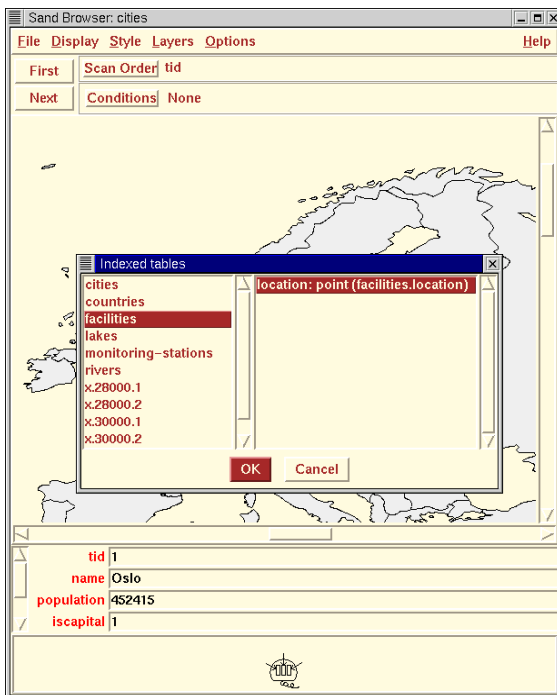 Sand Browser: cities
File Display Style Layers Options Help
First Scan Order tid
Next Conditions None
Indexed tables
cities
countries
facilities
lakes
monitoring-stations
rivers
x.28000.1
x.28000.2
x.30000.1
x.30000.2
location: point (facilities.location)
OK Cancel
tid 1
name Oslo
population 452415
iscapital 1